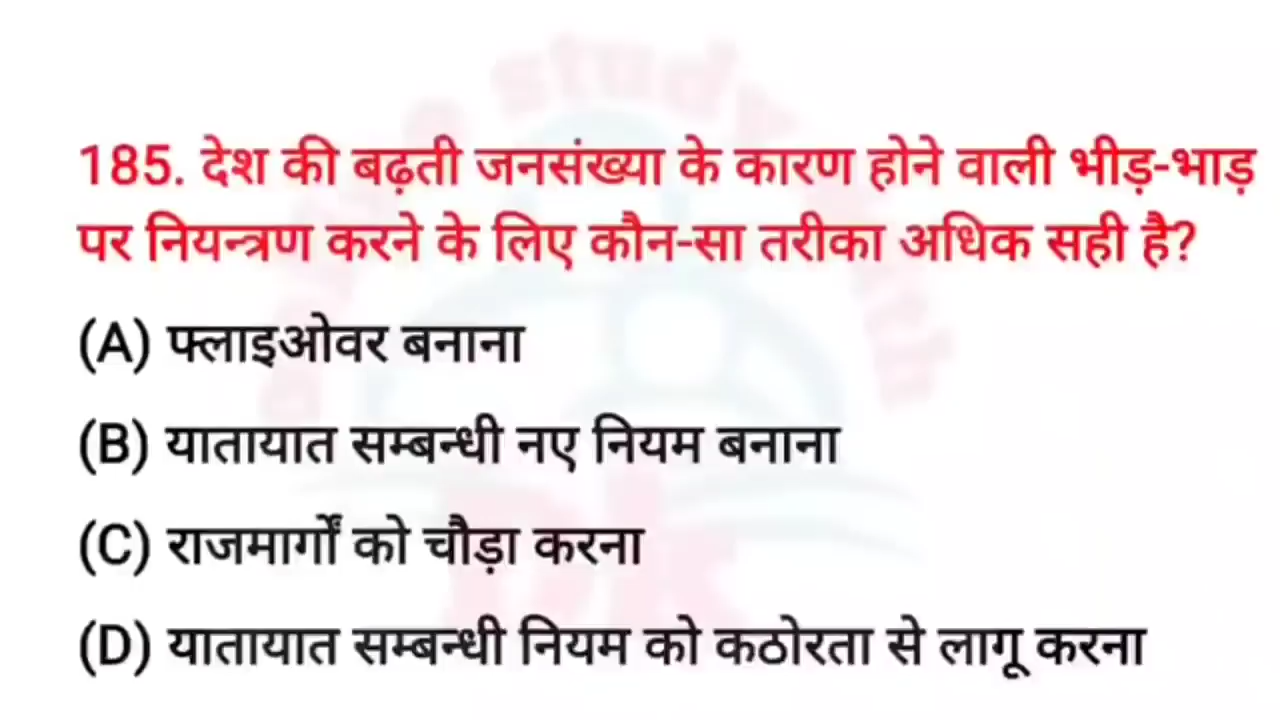 185. देश की बढ़ती जनसंख्या के कारण होने वाली भीड़-भाड़
पर नियन्त्रण करने के लिए कौन-सा तरीका अधिक सही है?
(A) फ्लाइओवर बनाना
(B) यातायात सम्बन्धी नए नियम बनाना
(C) राजमार्गों को चौड़ा करना
(D) यातायात सम्बन्धी नियम को कठोरता से लागू करना